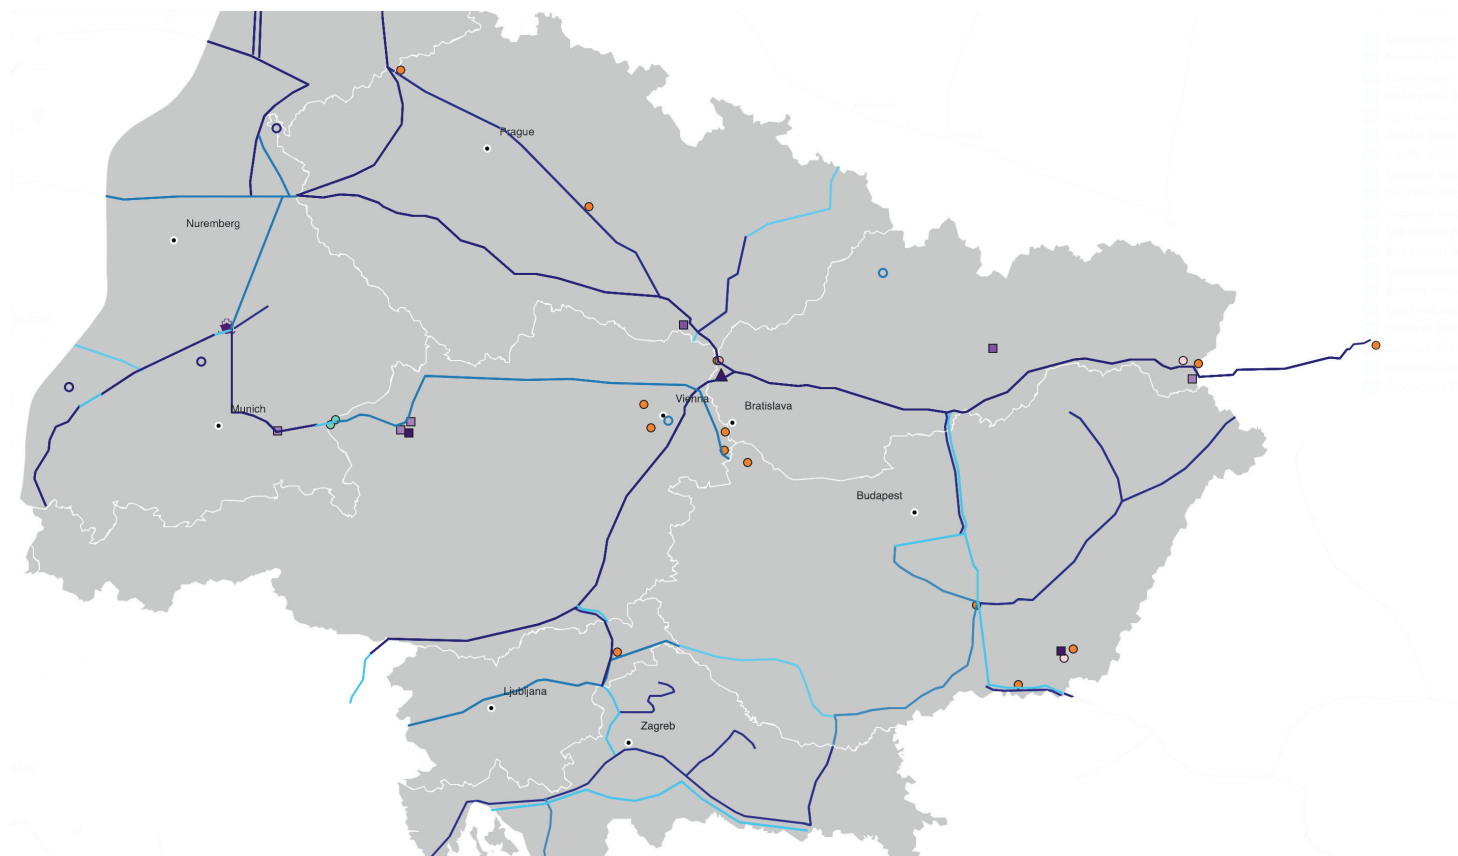 Prague
Nuremberg
Vienna
Bratislava
Munich
Budapest
Ljubljana
Zagreb